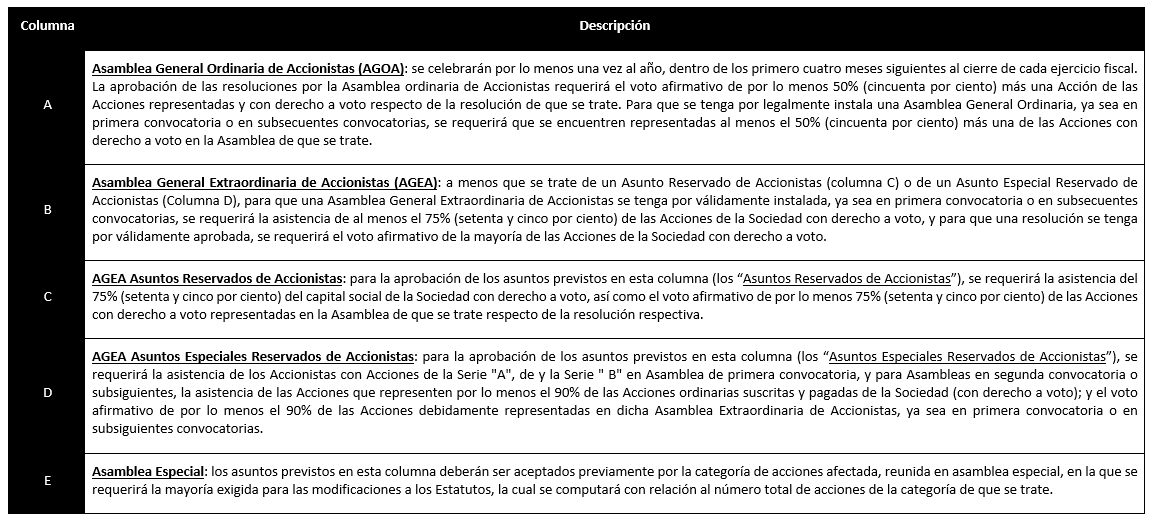 Columna
Descripción
A
Asamblea General Ordinaria de Accionistas (AGOA): se celebrarán por lo menos una vez al año, dentro de los primero cuatro meses siguientes al cierre de cada ejercicio fiscal.
La aprobación de las resoluciones por la Asamblea ordinaria de Accionistas requerirá el voto afirmativo de por lo menos 50% (cincuenta por ciento) más una Acción de las
Acciones representadas y con derecho a voto respecto de la resolución de que se trate. Para que se tenga por legalmente instala una Asamblea General Ordinaria, ya sea en
primera convocatoria o en subsecuentes convocatorias, se requerirá que se encuentren representadas al menos el 50% (cincuenta por ciento) más una de las Acciones con
derecho a voto en la Asamblea de que se trate.
B
Asamblea General Extraordinaria de Accionistas (AGEA): a menos que se trate de un Asunto Reservado de Accionistas (columna C) o de un Asunto Especial Reservado de
Accionistas (Columna D), para que una Asamblea General Extraordinaria de Accionistas se tenga por válidamente instalada, ya sea en primera convocatoria o en subsecuentes
convocatorias, se requerirá la asistencia de al menos el 75% (setenta y cinco por ciento) de las Acciones de la Sociedad con derecho a voto, y para que una resolución se tenga
por válidamente aprobada, se requerirá el voto afirmativo de la mayoría de las Acciones de la Sociedad con derecho a voto.
C
AGEA Asuntos Reservados de Accionistas: para la aprobación de los asuntos previstos en esta columna (los “Asuntos Reservados de Accionistas”), se requerirá la asistencia del
75% (setenta y cinco por ciento) del capital social de la Sociedad con derecho a voto, así como el voto afirmativo de por lo menos 75% (setenta y cinco por ciento) de las Acciones
con derecho a voto representadas en la Asamblea de que se trate respecto de la resolución respectiva.
D
AGEA Asuntos Especiales Reservados de Accionistas: para la aprobación de los asuntos previstos en esta columna (los “Asuntos Especiales Reservados de Accionistas”), se
requerirá la asistencia de los Accionistas con Acciones de la Serie "A", de y la Serie " B" en Asamblea de primera convocatoria, y para Asambleas en segunda convocatoria o
subsiguientes, la asistencia de las Acciones que representen por lo menos el 90% de las Acciones ordinarias suscritas y pagadas de la Sociedad (con derecho a voto); y el voto
afirmativo de por lo menos el 90% de las Acciones debidamente representadas en dicha Asamblea Extraordinaria de Accionistas, ya sea en primera convocatoria o en
subsiguientes convocatorias.
E
Asamblea Especial: los asuntos previstos en esta columna deberán ser aceptados previamente por la categoría de acciones afectada, reunida en asamblea especial, en la que se
requerirá la mayoría exigida para las modificaciones a los Estatutos, la cual se computará con relación al número total de acciones de la categoría de que se trate.